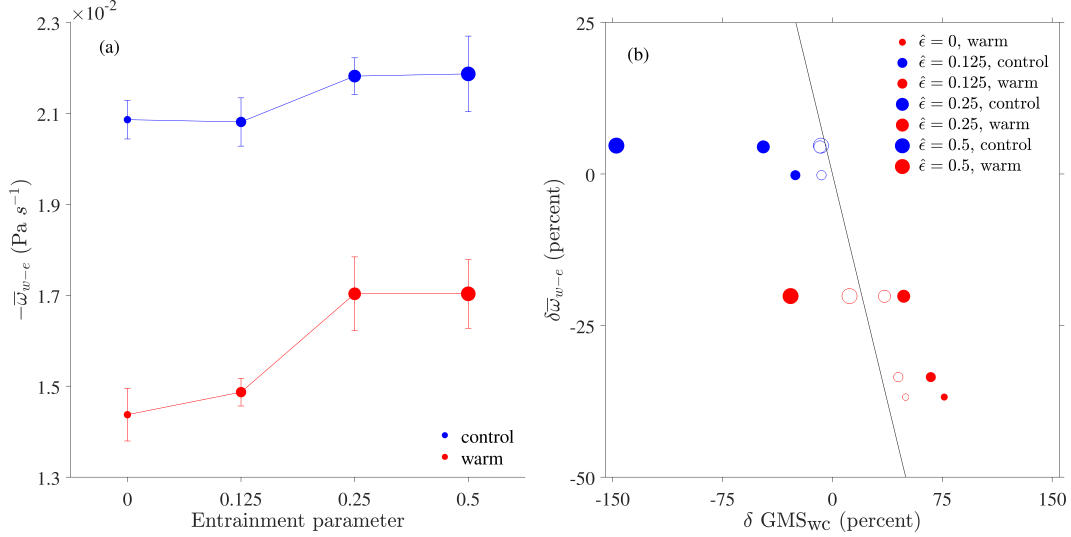 ×10⁻²
2.3
2.1
1.9
1.7
1.5
1.3
−ω̅_{w−e} (Pa s⁻¹)
(a)
control
warm
0 0.125 0.25 0.5
Entrainment parameter
25
0
-25
-50
δω̅_{w−e} (percent)
(b)
ε̂ = 0, warm
ε̂ = 0.125, control
ε̂ = 0.125, warm
ε̂ = 0.25, control
ε̂ = 0.25, warm
ε̂ = 0.5, control
ε̂ = 0.5, warm
-150 -75 0 75 150
δ GMS_{WC} (percent)